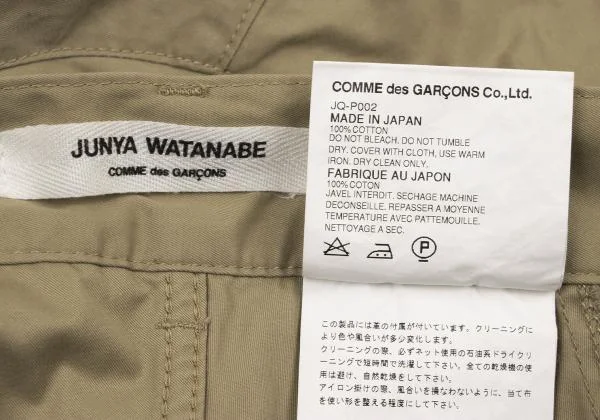 JUNYA WATANABE
COMME des GARÇONS
COMME des GARÇONS Co.,Ltd.
JQ-P002
MADE IN JAPAN
100% COTTON
DO NOT BLEACH. DO NOT TUMBLE
DRY. COVER WITH CLOTH, USE WARM
IRON. DRY CLEAN ONLY.
FABRIQUE AU JAPON
100% COTON
JAVEL INTERDIT. SECHAGE MACHINE
DECONSEILLE. REPASSER A MOYENNE
TEMPERATURE AVEC PATTEMOUILLE.
NETTOYAGE A SEC.
P
この製品には革の付属が付いています。クリーニングに
より色や風合いが多少変化します。
クリーニングの際、必ずネット使用の石油系ドライクリ
ーニングで短時間で洗濯して下さい。全ての乾燥機の使
用は避け、自然乾燥をして下さい。
アイロン掛けの際、風合いを損なわないように、当て布
を使い形を整える程度にして下さい。